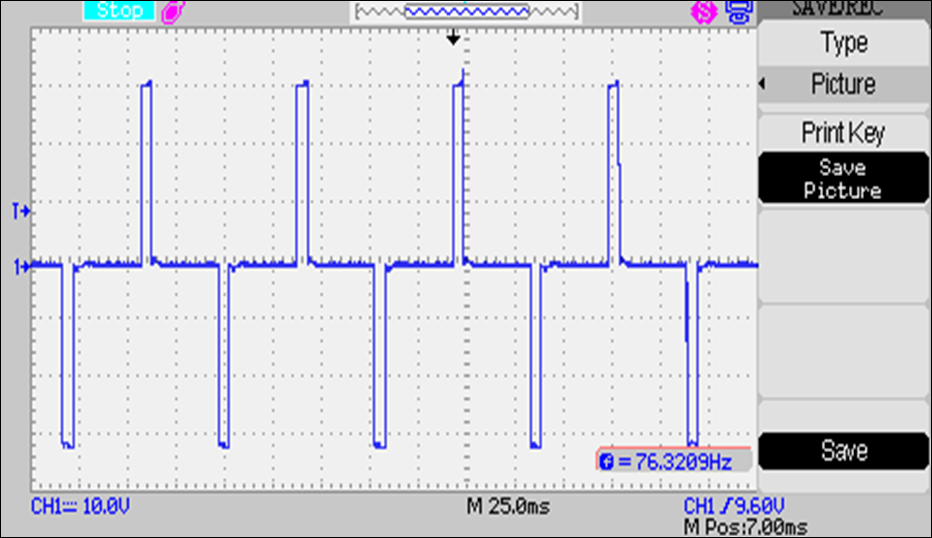 Stop
SAVE/REC
Type
Picture
Print Key
Save
Picture
T
1
Save
f = 76.3209Hz
CH1 10.0V
M 25.0ms
CH1 / 9.60V
M Pos:7.00ms